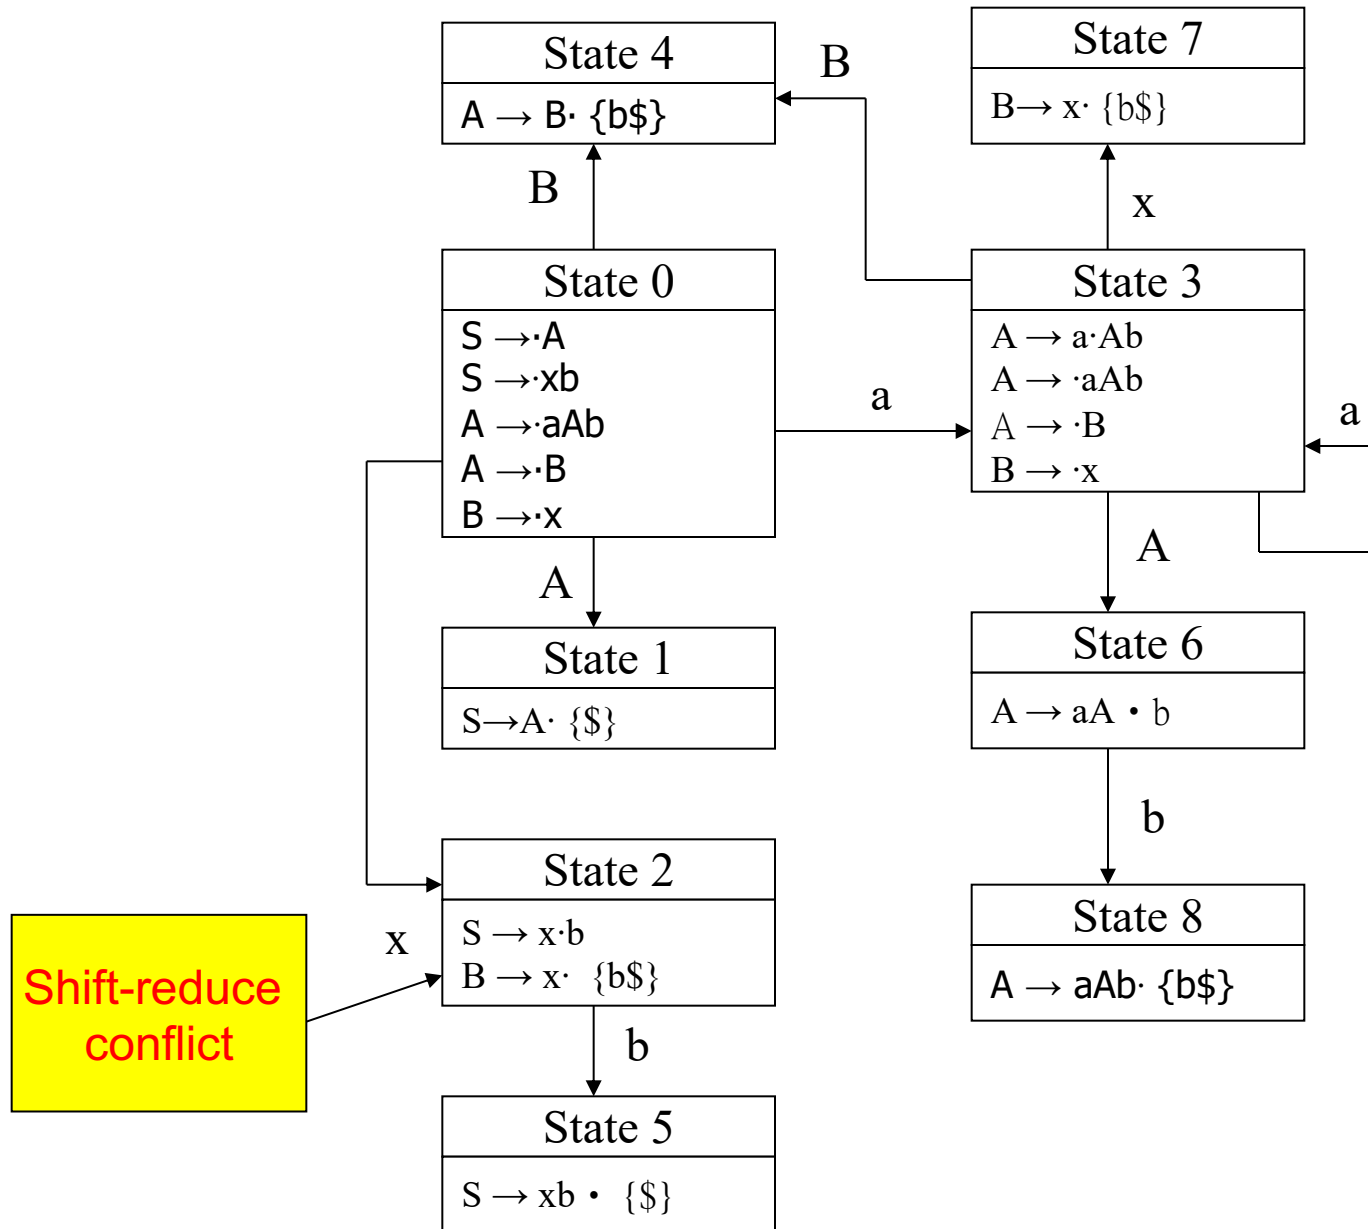 State 4
A → B· {b$}
B
State 7
B→ x· {b$}
B
x
State 0
S →·A
S →·xb
A →·aAb
A →·B
B →·x
a
State 3
A → a·Ab
A → ·aAb
A → ·B
B → ·x
a
A
State 1
S→A· {$}
A
State 6
A → aA · b
x
State 2
S → x·b
B → x· {b$}
b
State 8
A → aAb· {b$}
Shift-reduce
conflict
b
State 5
S → xb · {$}